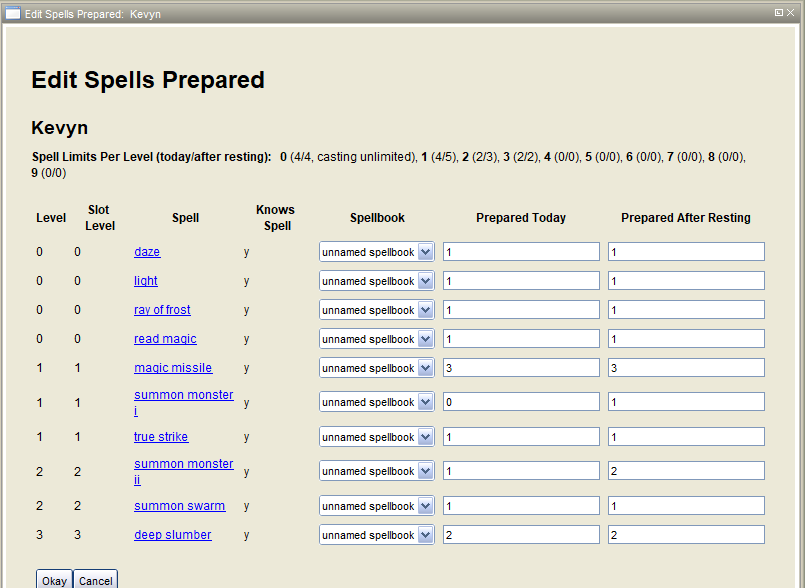 Edit Spells Prepared: Kevyn
Edit Spells Prepared
Kevyn
Spell Limits Per Level (today/after resting): 0 (4/4, casting unlimited), 1 (4/5), 2 (2/3), 3 (2/2), 4 (0/0), 5 (0/0), 6 (0/0), 7 (0/0), 8 (0/0),
9 (0/0)
Level Slot Level Spell Knows Spell Spellbook Prepared Today Prepared After Resting
0 0 daze y unnamed spellbook 1 1
0 0 light y unnamed spellbook 1 1
0 0 ray of frost y unnamed spellbook 1 1
0 0 read magic y unnamed spellbook 1 1
1 1 magic missile y unnamed spellbook 3 3
1 1 summon monster i y unnamed spellbook 0 1
1 1 true strike y unnamed spellbook 1 1
2 2 summon monster ii y unnamed spellbook 1 2
2 2 summon swarm y unnamed spellbook 1 1
3 3 deep slumber y unnamed spellbook 2 2
Okay Cancel